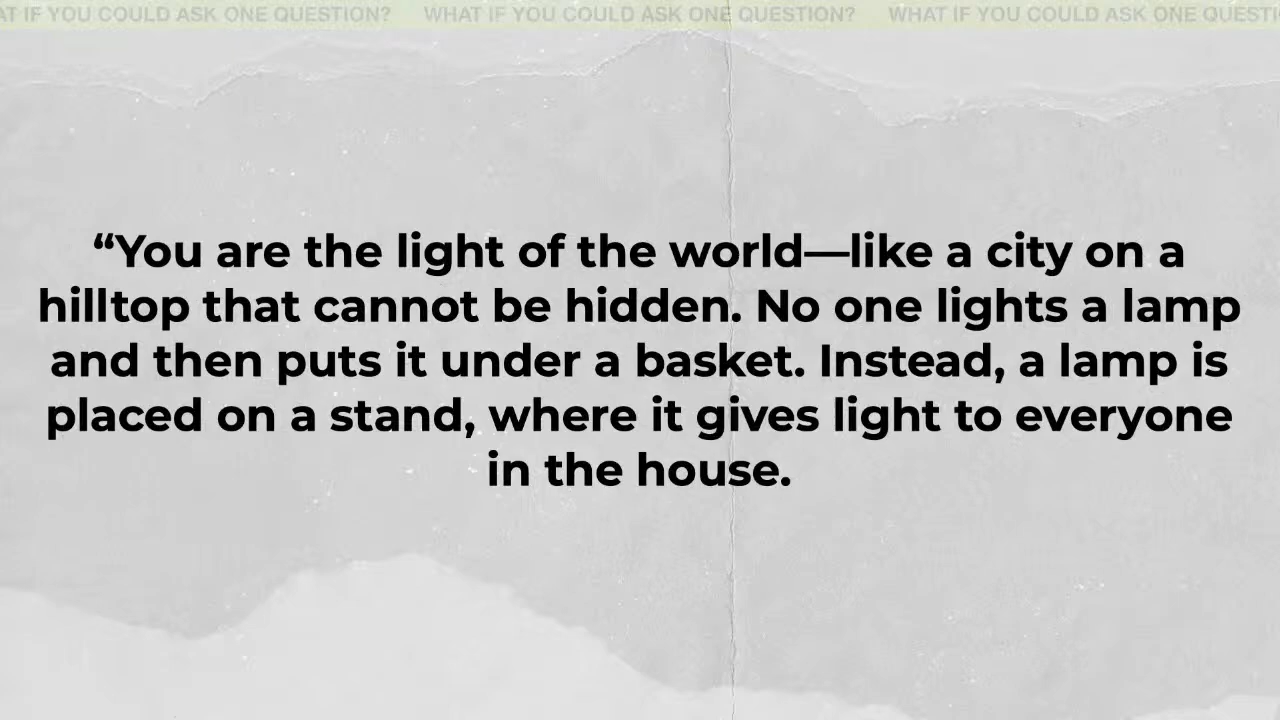 AT IF YOU COULD ASK ONE QUESTION? WHAT IF YOU COULD ASK ONE QUESTION? WHAT IF YOU COULD ASK ONE QUESTI
“You are the light of the world—like a city on a
hilltop that cannot be hidden. No one lights a lamp
and then puts it under a basket. Instead, a lamp is
placed on a stand, where it gives light to everyone
in the house.